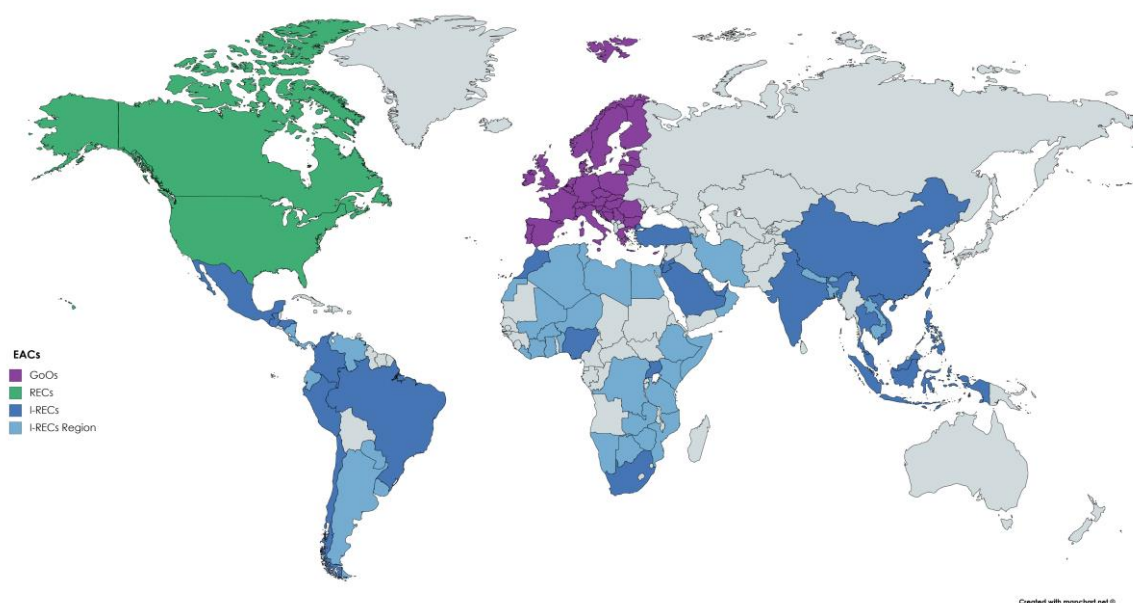 EACs
GoOs
RECs
I-RECs
I-RECs Region
Created with mapchart.net ©